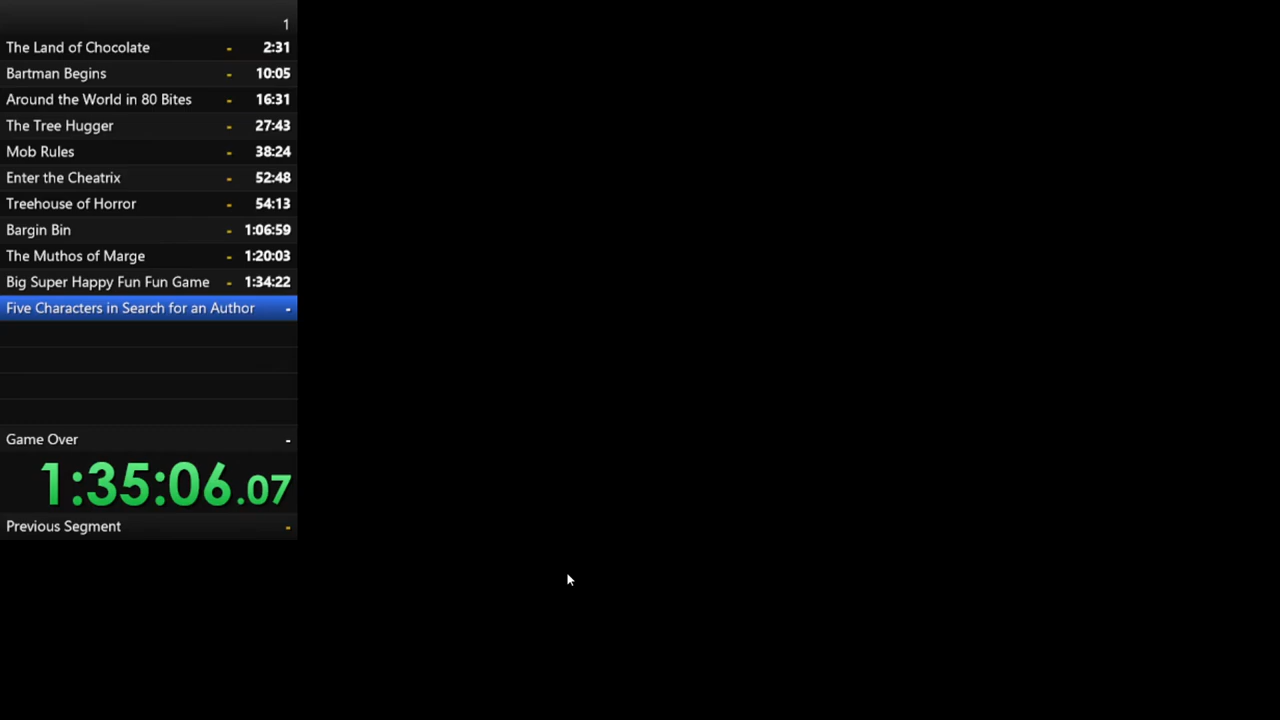 1
The Land of Chocolate - 2:31
Bartman Begins - 10:05
Around the World in 80 Bites - 16:31
The Tree Hugger - 27:43
Mob Rules - 38:24
Enter the Cheatrix - 52:48
Treehouse of Horror - 54:13
Bargin Bin - 1:06:59
The Muthos of Marge - 1:20:03
Big Super Happy Fun Fun Game - 1:34:22
Five Characters in Search for an Author -
Game Over -
1:35:06.07
Previous Segment -